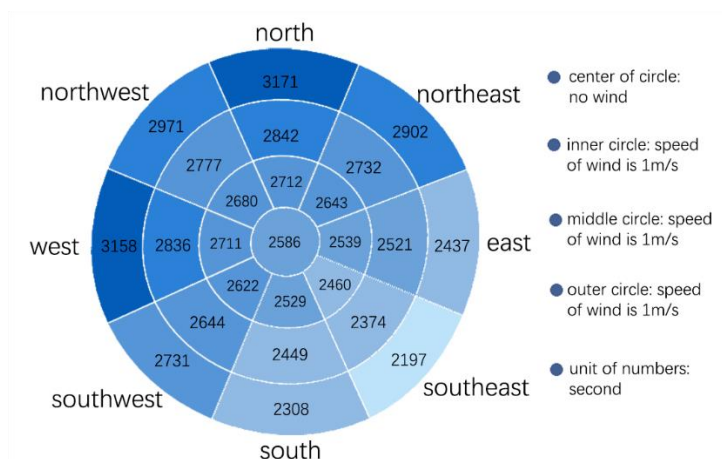 north
northwest
northeast
3171
2971
2902
2842
2777
2732
2712
2680
2643
west
3158
2836
2711
2586
2539
2521
2437
east
2622
2460
2529
2644
2374
2731
2449
2197
southwest
southeast
2308
south
center of circle:
no wind
inner circle: speed
of wind is 1m/s
middle circle: speed
of wind is 1m/s
outer circle: speed
of wind is 1m/s
unit of numbers:
second